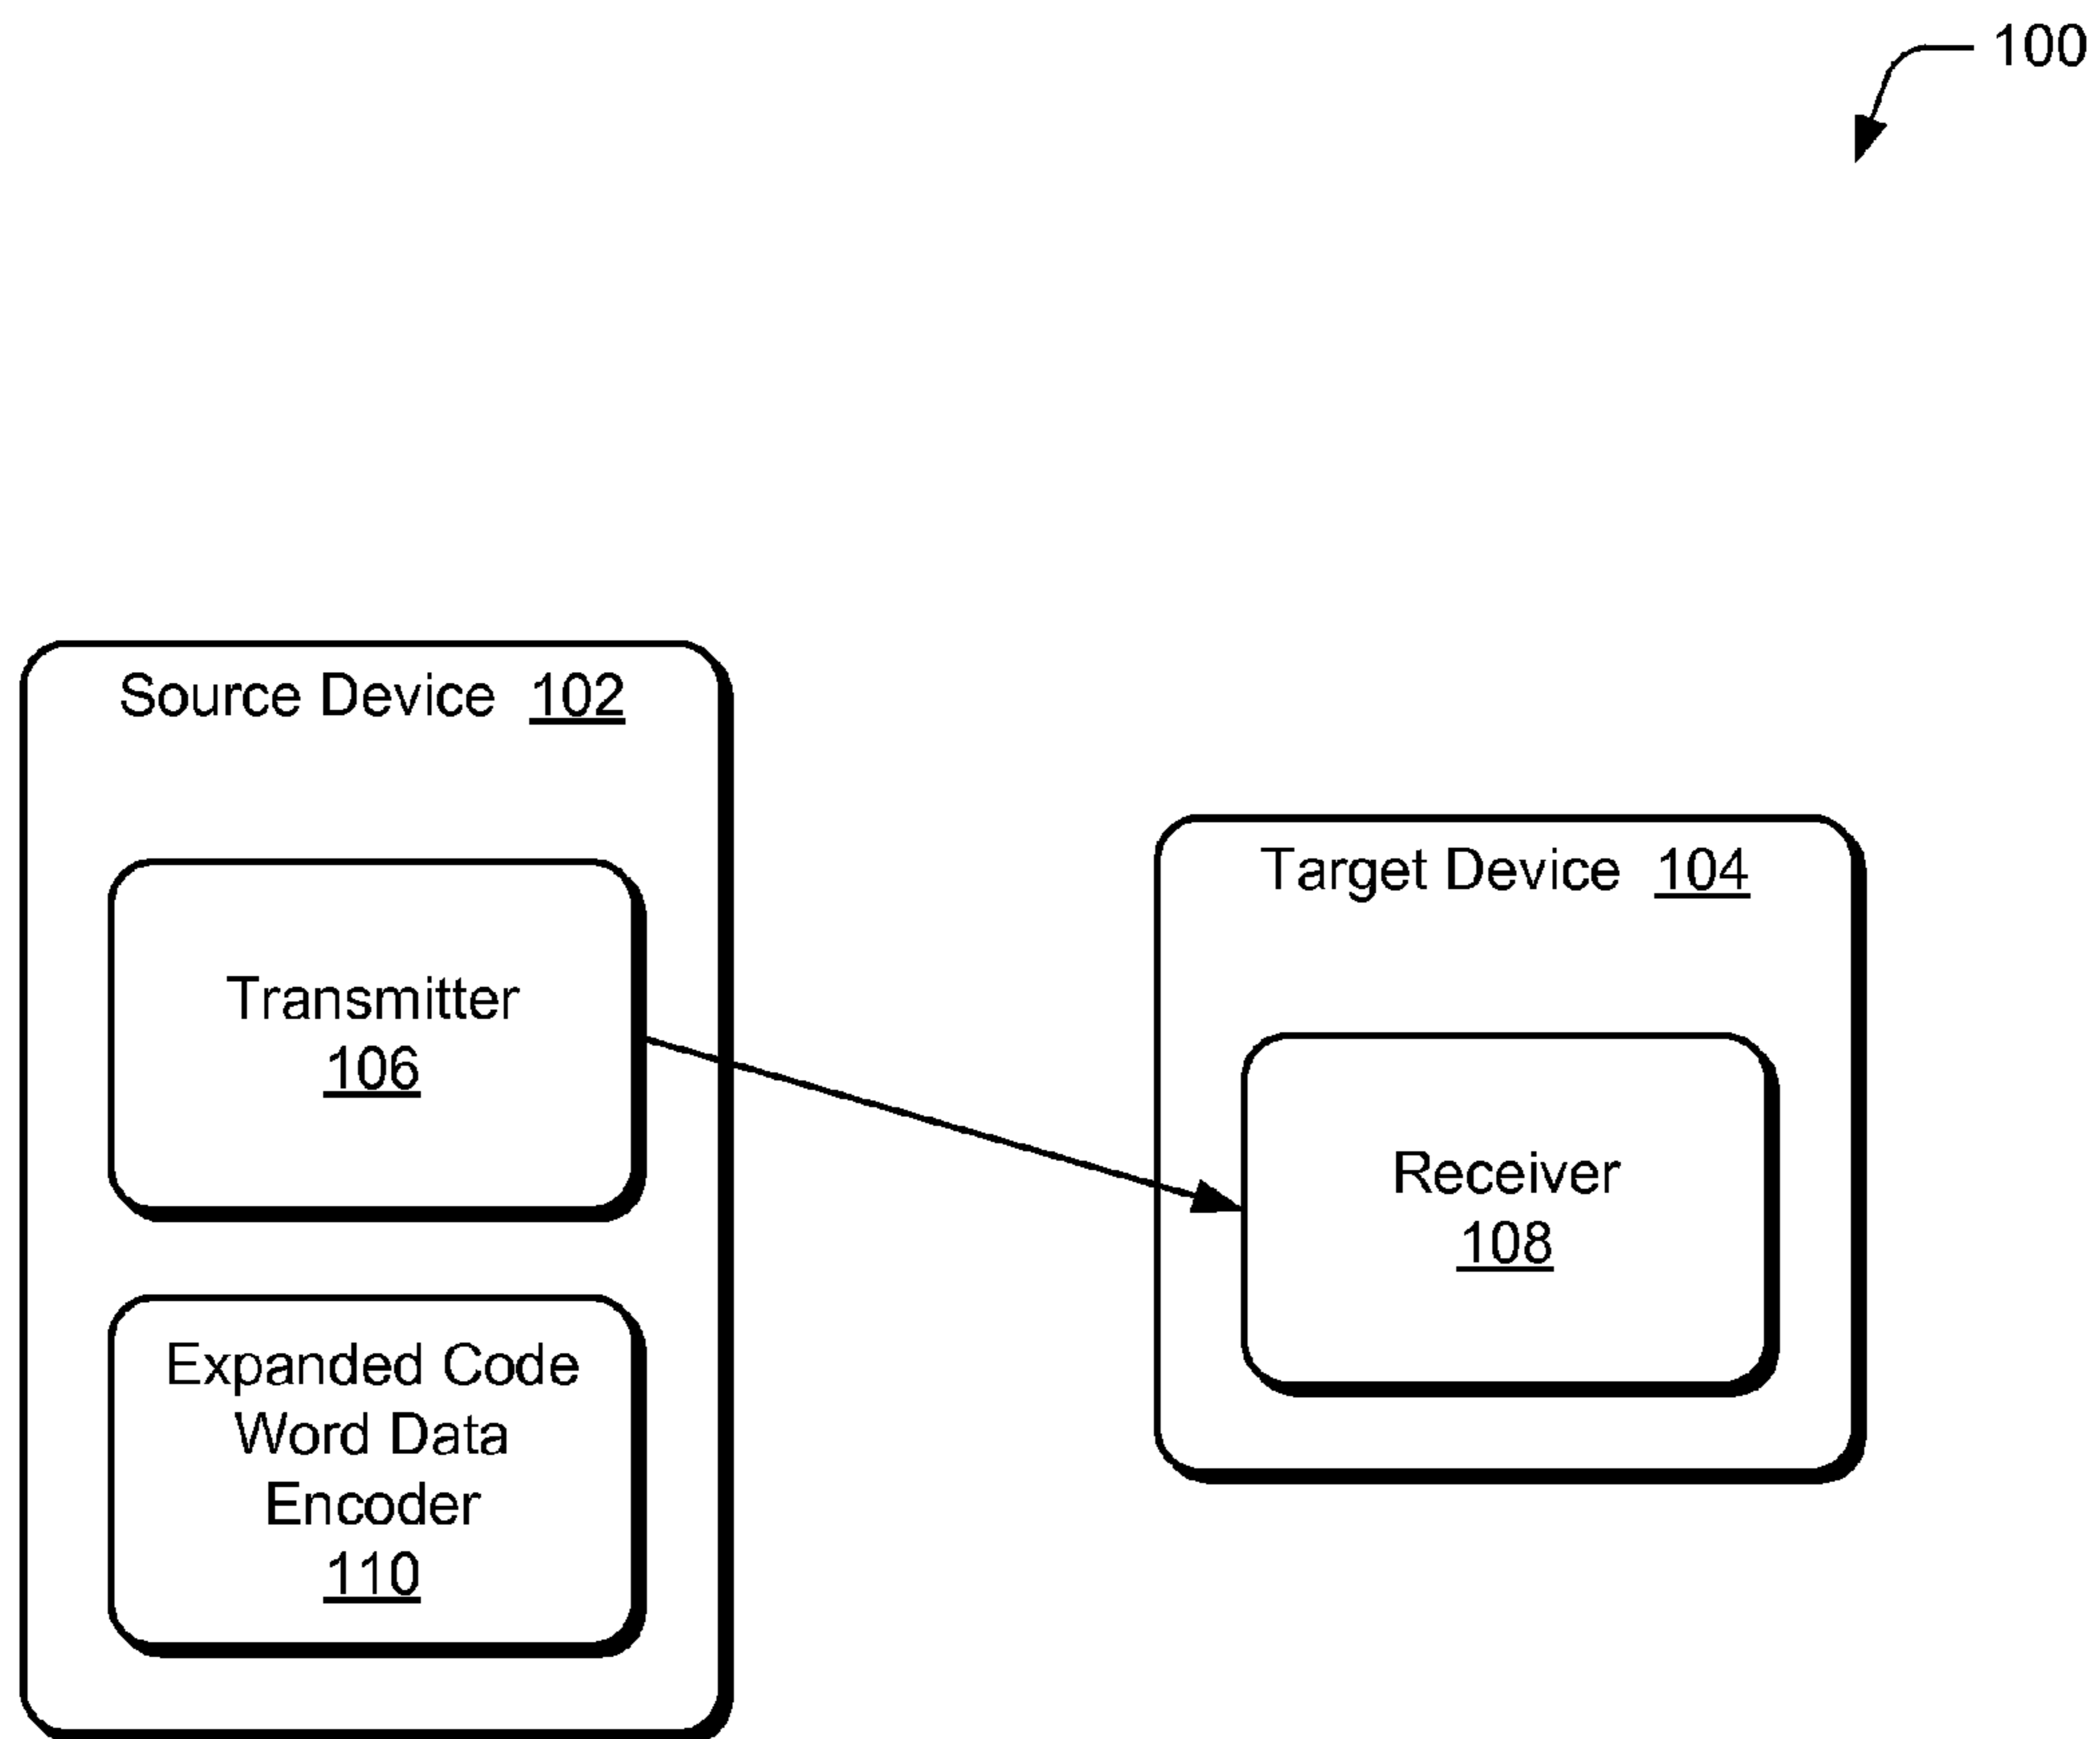 100
Source Device 102
Transmitter
106
Expanded Code
Word Data
Encoder
110
Target Device 104
Receiver
108